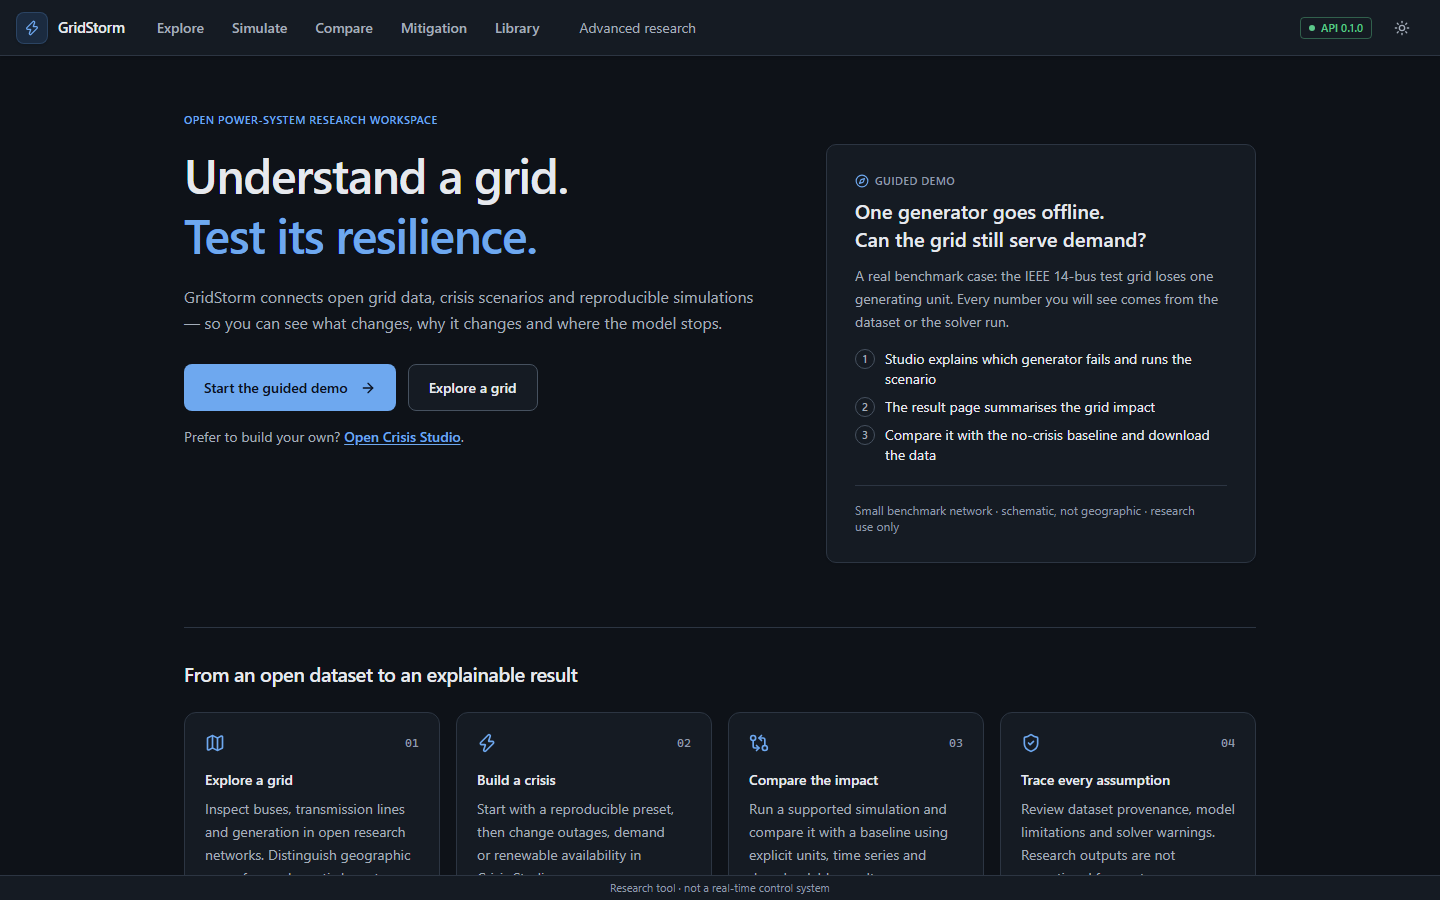 GridStorm
Explore
Simulate
Compare
Mitigation
Library
Advanced research
API 0.1.0
OPEN POWER-SYSTEM RESEARCH WORKSPACE
Understand a grid.
Test its resilience.
GridStorm connects open grid data, crisis scenarios and reproducible simulations
— so you can see what changes, why it changes and where the model stops.
Start the guided demo
Explore a grid
Prefer to build your own? Open Crisis Studio.
GUIDED DEMO
One generator goes offline.
Can the grid still serve demand?
A real benchmark case: the IEEE 14-bus test grid loses one
generating unit. Every number you will see comes from the
dataset or the solver run.
1 Studio explains which generator fails and runs the
scenario
2 The result page summarises the grid impact
3 Compare it with the no-crisis baseline and download
the data
Small benchmark network · schematic, not geographic · research
use only
From an open dataset to an explainable result
01
Explore a grid
Inspect buses, transmission lines
and generation in open research
networks. Distinguish geographic
02
Build a crisis
Start with a reproducible preset,
then change outages, demand
or renewable availability in
03
Compare the impact
Run a supported simulation and
compare it with a baseline using
explicit units, time series and
04
Trace every assumption
Review dataset provenance, model
limitations and solver warnings.
Research outputs are not
Research tool · not a real-time control system